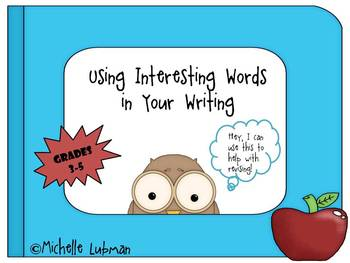 Using Interesting Words
in Your Writing
Hey, I can
use this to
help with
revising!
GRADES
3-5
©Michelle Lubman